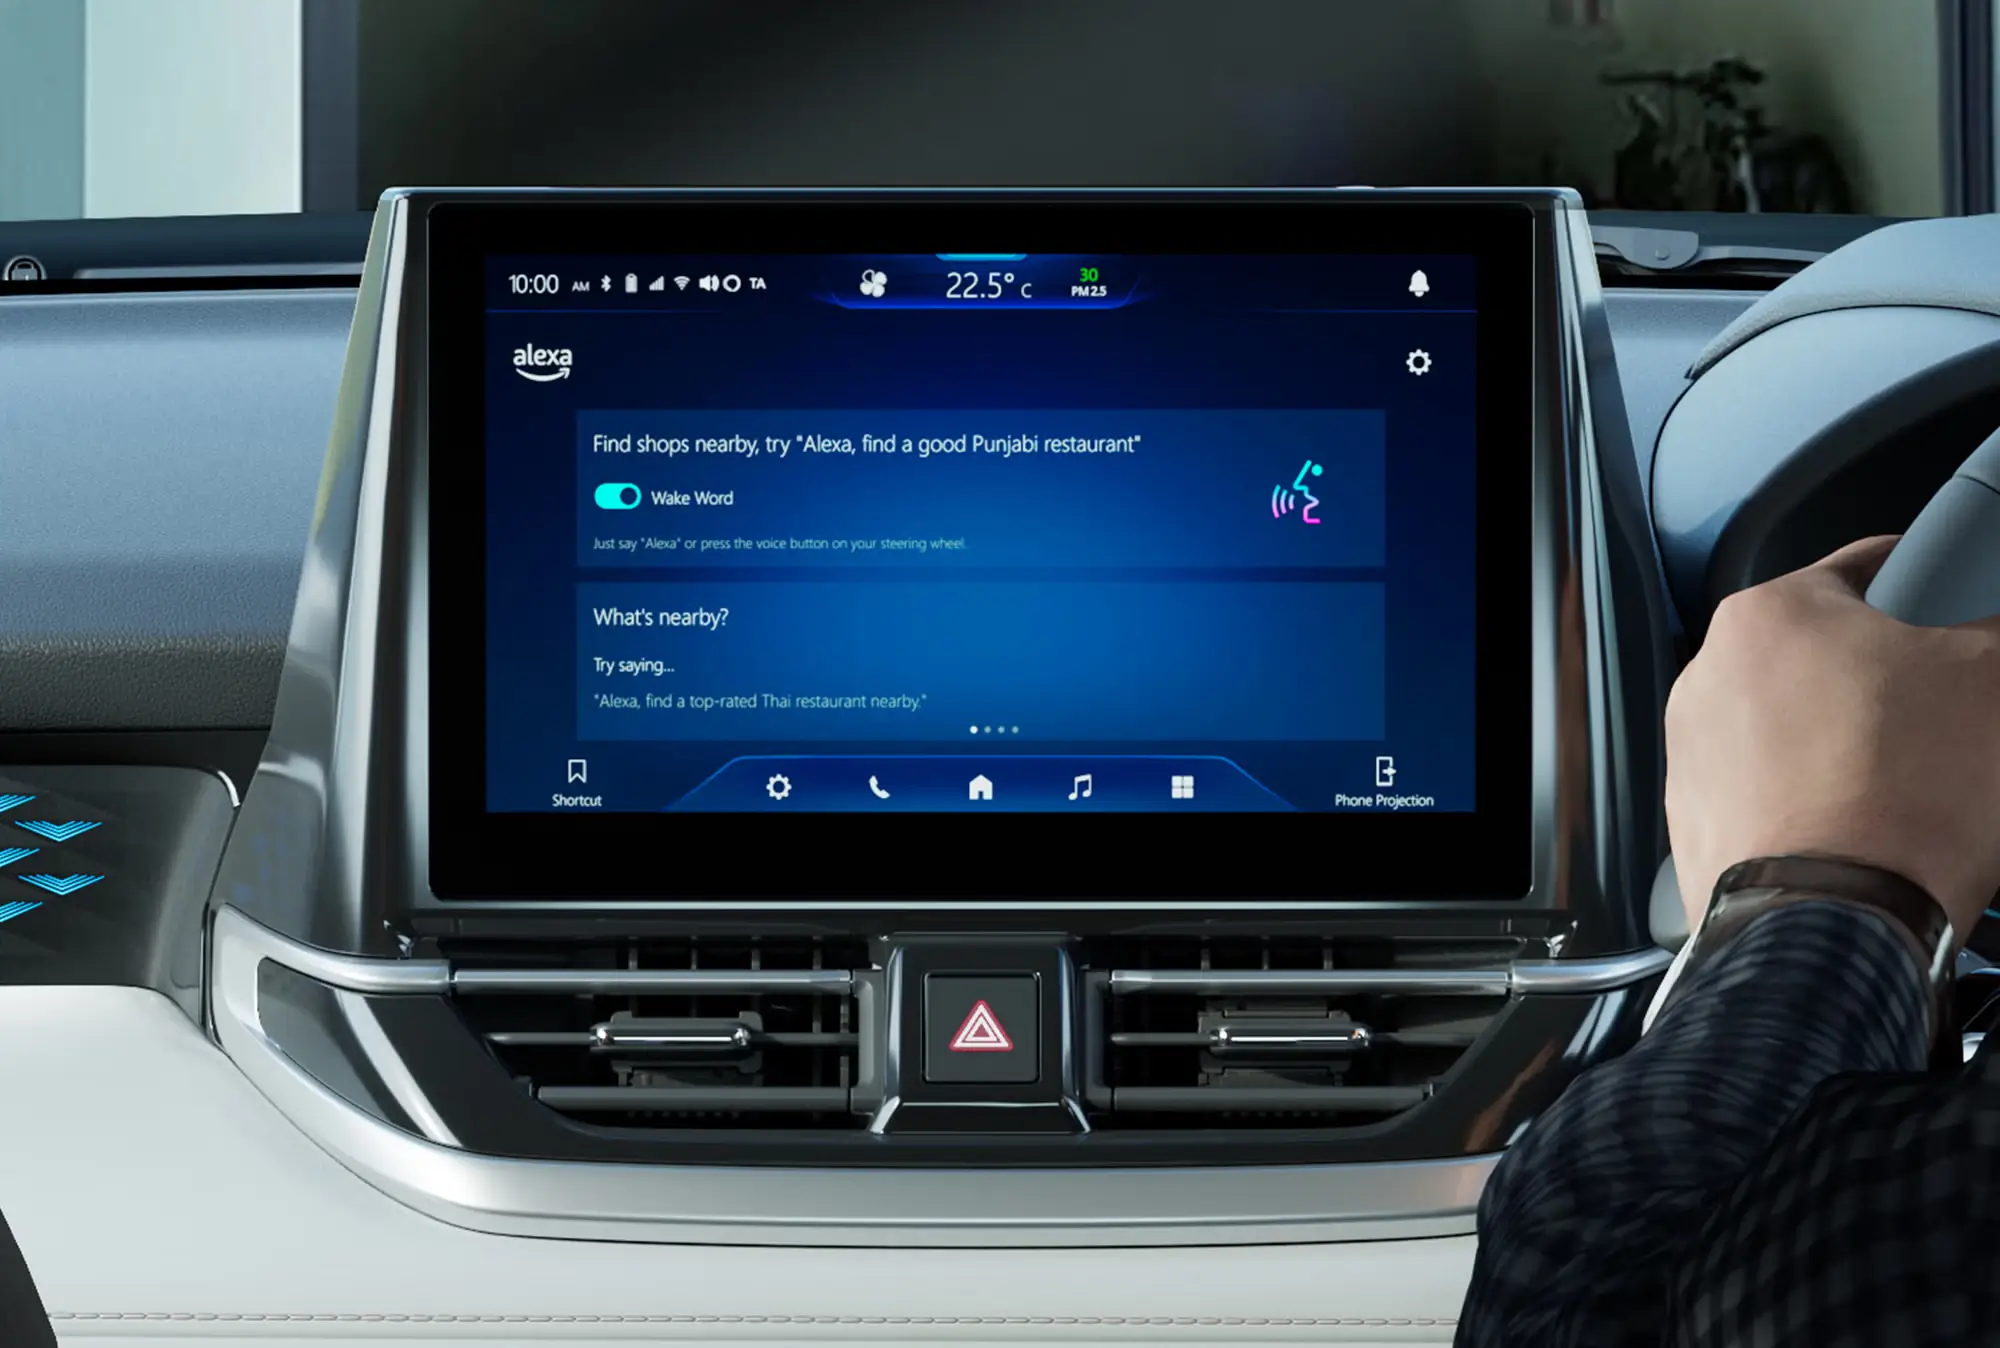 10:00 AM
TA
22.5° C
30
PM2.5
alexa
Find shops nearby, try "Alexa, find a good Punjabi restaurant"
Wake Word
Just say "Alexa" or press the voice button on your steering wheel.
What's nearby?
Try saying...
"Alexa, find a top-rated Thai restaurant nearby."
Shortcut
Phone Projection